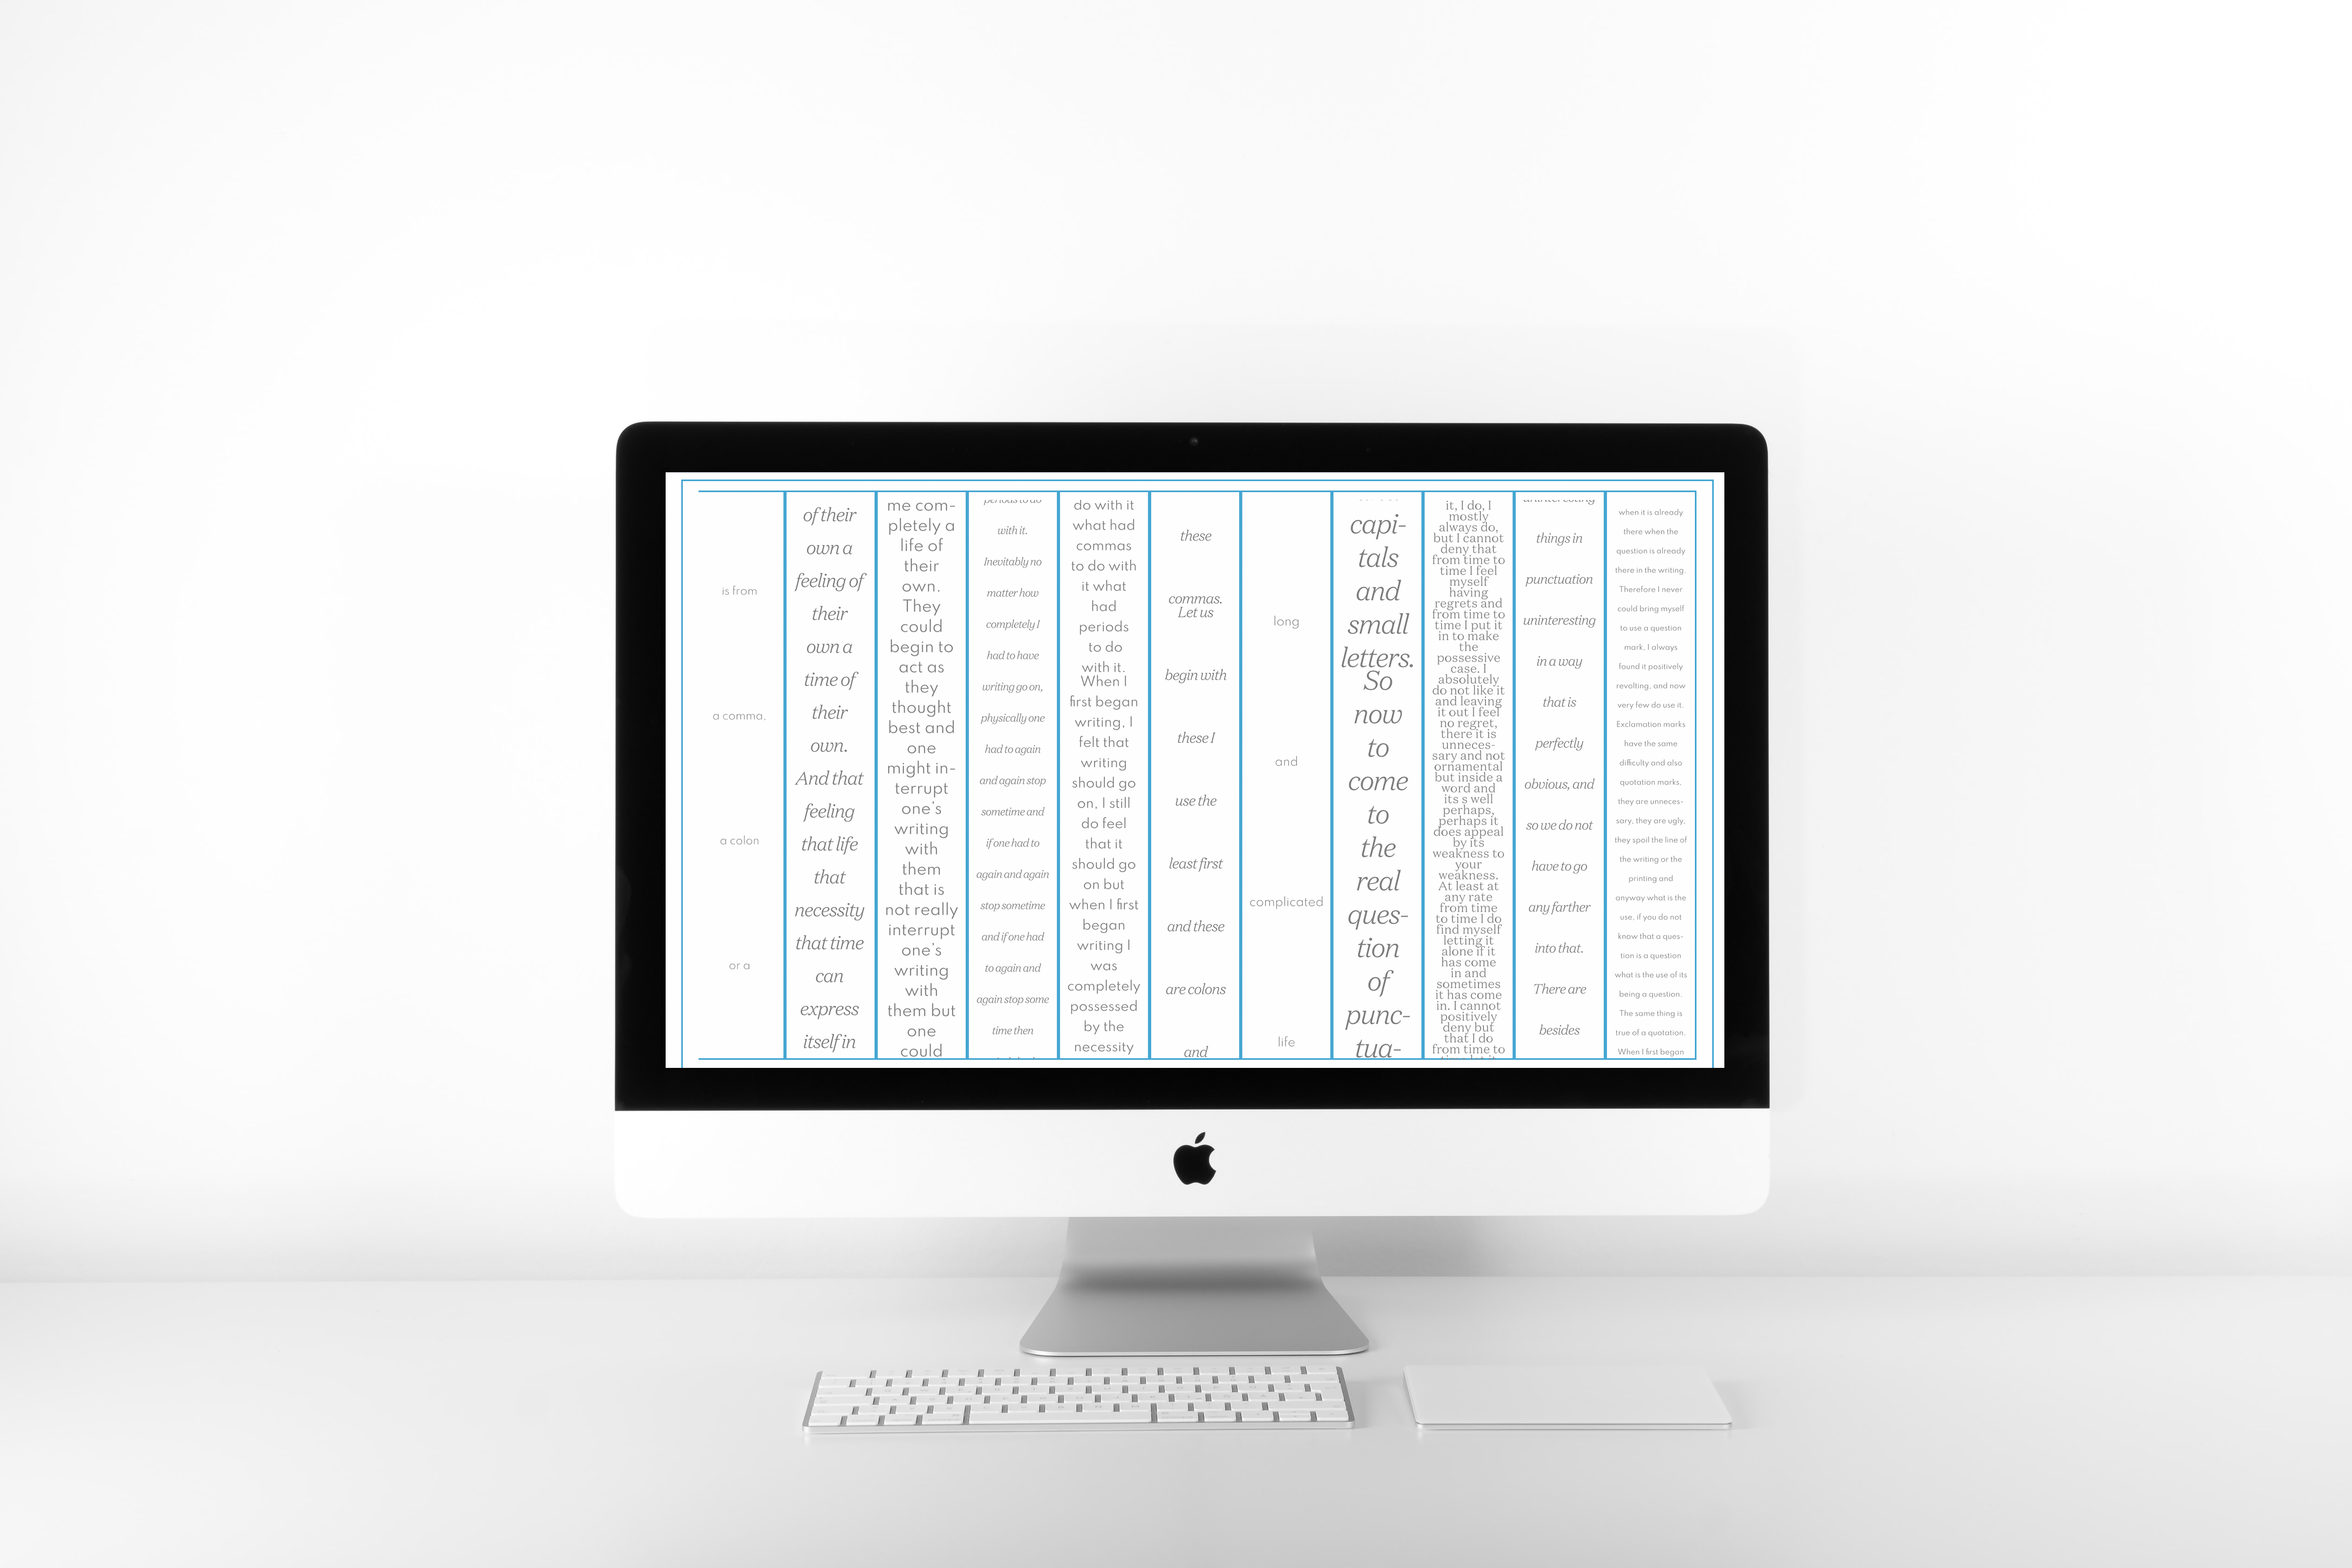 is from
a comma,
a colon
or a
of their
own a
feeling of
their
own a
time of
their
own.
And that
feeling
that life
that
necessity
that time
can
express
itself in
me com-
pletely a
life of
their
own.
They
could
begin to
act as
they
thought
best and
one
might in-
terrupt
one's
writing
with
them
that is
not really
interrupt
one's
writing
with
them but
one
could
periods to do
with it.
Inevitably no
matter how
completely I
had to have
writing go on,
physically one
had to again
and again stop
sometime and
if one had to
again and again
stop sometime
and if one had
to again and
again stop some
time then
do with it
what had
commas
to do with
it what
had
periods
to do
with it.
When I
first began
writing, I
felt that
writing
should go
on, I still
do feel
that it
should go
on but
when I first
began
writing I
was
completely
possessed
by the
necessity
these
commas.
Let us
begin with
these I
use the
least first
and these
are colons
and
long
and
complicated
life
capi-
tals
and
small
letters.
So
now
to
come
to
the
real
ques-
tion
of
punc-
tua-
it, I do, I
mostly
always do,
but I cannot
deny that
from time to
time I feel
myself
having
regrets and
from time to
time I put it
in to make
the
possessive
case. I
absolutely
do not like it
and leaving
it out I feel
no regret,
there it is
unneces-
sary and not
ornamental
but inside a
word and
its s well
perhaps,
perhaps it
does appeal
by its
weakness to
your
weakness.
At least at
any rate
from time
to time I do
find myself
letting it
alone if it
has come
in and
sometimes
it has come
in. I cannot
positively
deny but
that I do
from time to
uninteresting
things in
punctuation
uninteresting
in a way
that is
perfectly
obvious, and
so we do not
have to go
any farther
into that.
There are
besides
when it is already
there when the
question is already
there in the writing.
Therefore I never
could bring myself
to use a question
mark, I always
found it positively
revolting, and now
very few do use it.
Exclamation marks
have the same
difficulty and also
quotation marks,
they are unneces-
sary, they are ugly,
they spoil the line of
the writing or the
printing and
anyway what is the
use, if you do not
know that a ques-
tion is a question
what is the use of its
being a question.
The same thing is
true of a quotation.
When I first began